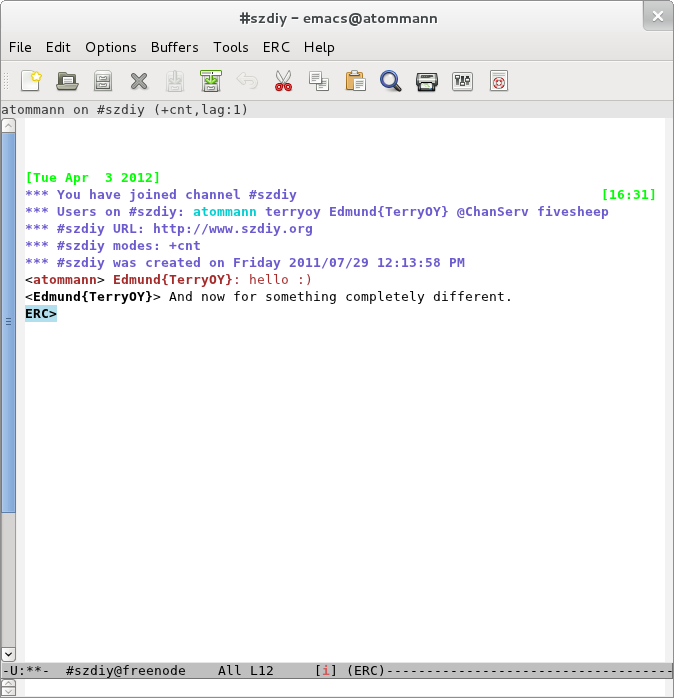 #szdiy – emacs@atommann
File Edit Options Buffers Tools ERC Help
atommann on #szdiy (+cnt,lag:1)
[Tue Apr  3 2012]
*** You have joined channel #szdiy [16:31]
*** Users on #szdiy: atommann terryoy Edmund{TerryOY} @ChanServ fivesheep
*** #szdiy URL: http://www.szdiy.org
*** #szdiy modes: +cnt
*** #szdiy was created on Friday 2011/07/29 12:13:58 PM
<atommann> Edmund{TerryOY}: hello :)
<Edmund{TerryOY}> And now for something completely different.
ERC>
-U:**-  #szdiy@freenode    All L12     [i] (ERC)------------------------------------